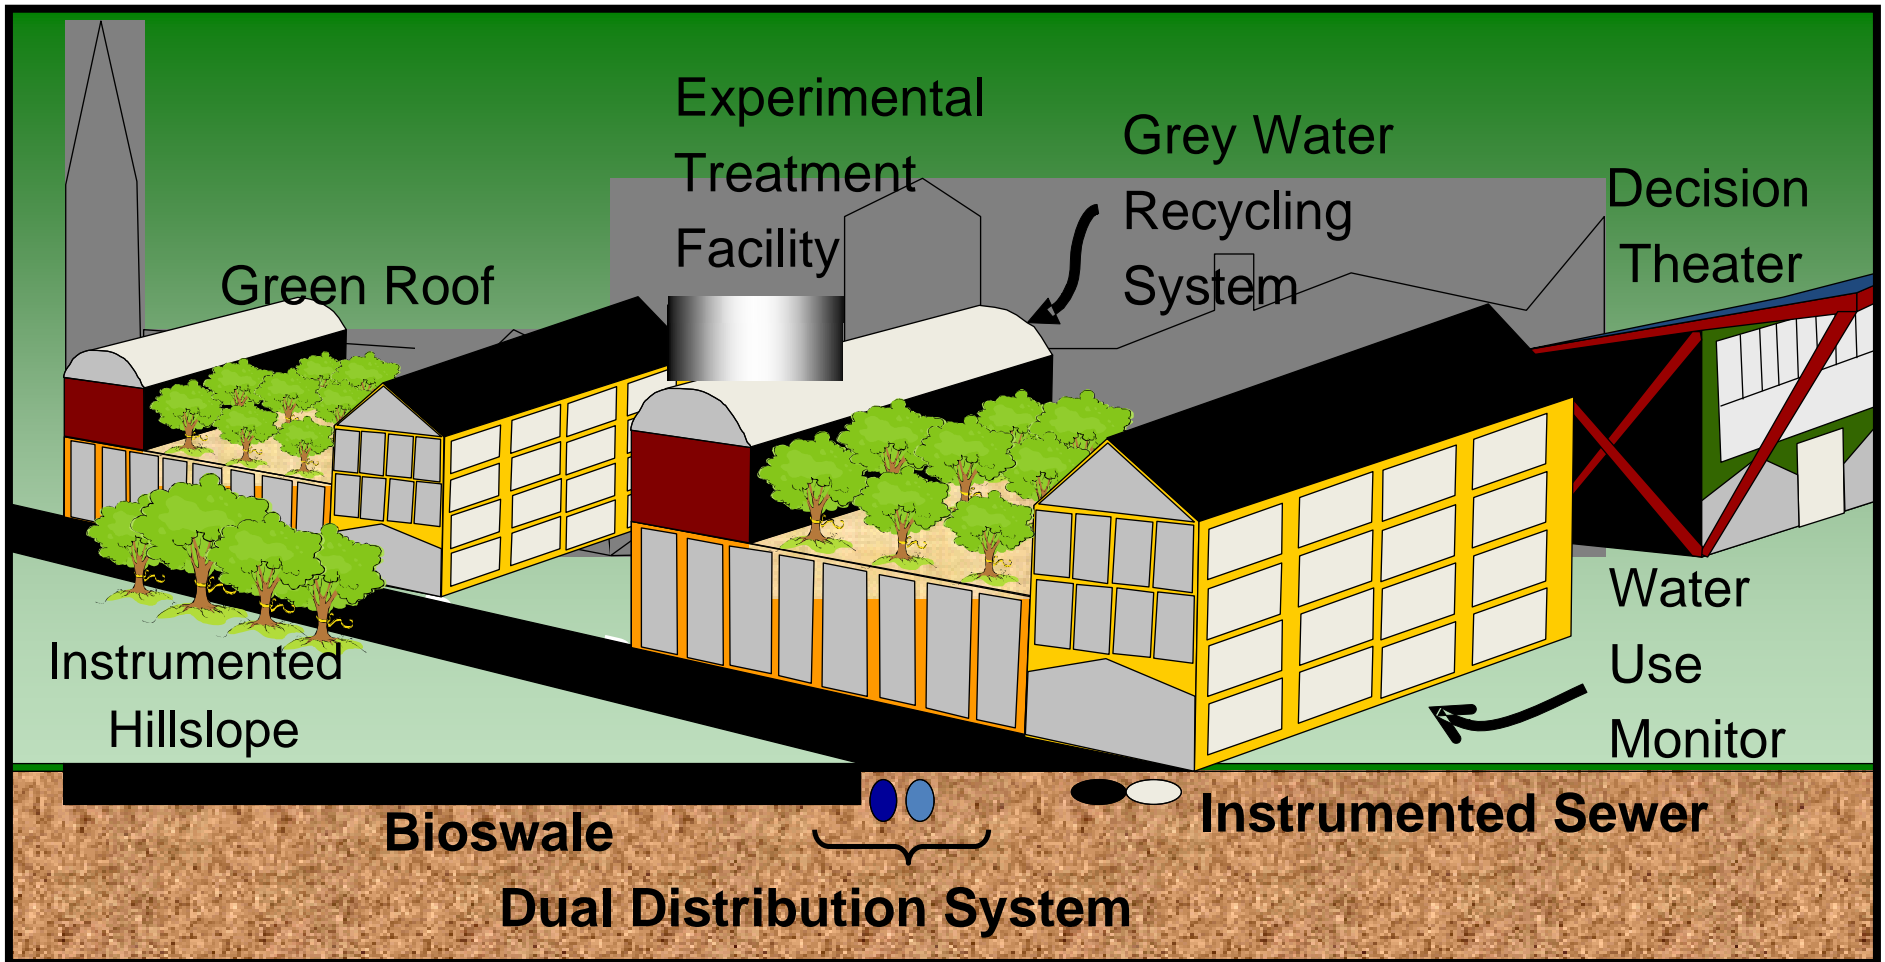 Experimental
Treatment
Facility
Grey Water
Recycling
System
Decision
Theater
Green Roof
Instrumented
Hillslope
Water
Use
Monitor
Bioswale
Instrumented Sewer
Dual Distribution System